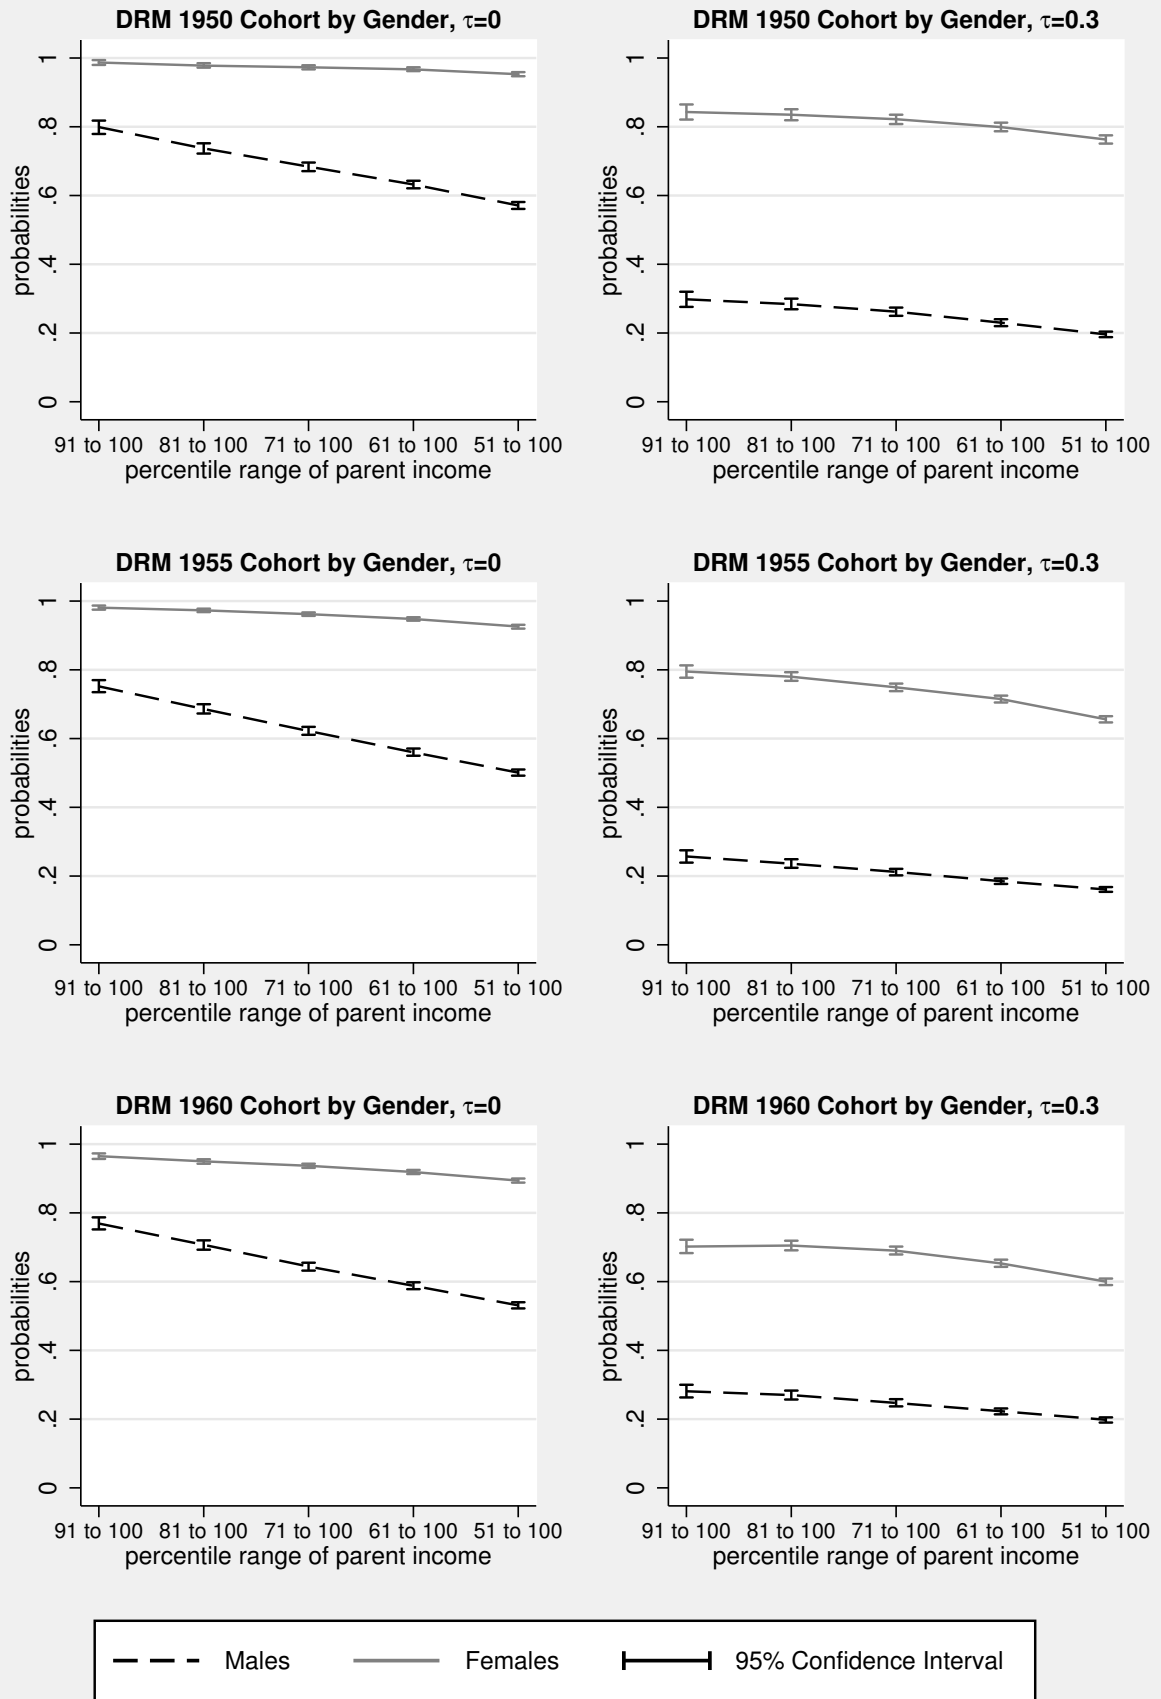 DRM 1950 Cohort by Gender, τ=0
probabilities
1
.8
.6
.4
.2
0
91 to 100 81 to 100 71 to 100 61 to 100 51 to 100
percentile range of parent income
DRM 1950 Cohort by Gender, τ=0.3
probabilities
1
.8
.6
.4
.2
0
91 to 100 81 to 100 71 to 100 61 to 100 51 to 100
percentile range of parent income
DRM 1955 Cohort by Gender, τ=0
probabilities
1
.8
.6
.4
.2
0
91 to 100 81 to 100 71 to 100 61 to 100 51 to 100
percentile range of parent income
DRM 1955 Cohort by Gender, τ=0.3
probabilities
1
.8
.6
.4
.2
0
91 to 100 81 to 100 71 to 100 61 to 100 51 to 100
percentile range of parent income
DRM 1960 Cohort by Gender, τ=0
probabilities
1
.8
.6
.4
.2
0
91 to 100 81 to 100 71 to 100 61 to 100 51 to 100
percentile range of parent income
DRM 1960 Cohort by Gender, τ=0.3
probabilities
1
.8
.6
.4
.2
0
91 to 100 81 to 100 71 to 100 61 to 100 51 to 100
percentile range of parent income
Males Females 95% Confidence Interval